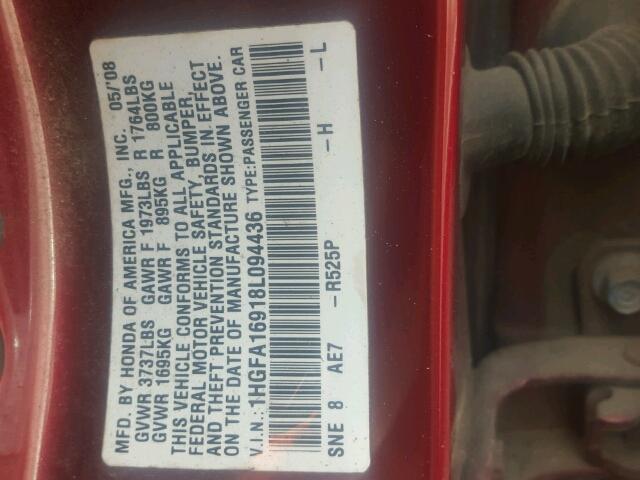 MFD. BY HONDA OF AMERICA MFG., INC. 05/'08
GVWR 3737LBS GAWR F 1973LBS R 1764LBS
GVWR 1695KG GAWR F 895KG R 800KG
THIS VEHICLE CONFORMS TO ALL APPLICABLE
FEDERAL MOTOR VEHICLE SAFETY, BUMPER,
AND THEFT PREVENTION STANDARDS IN EFFECT
ON THE DATE OF MANUFACTURE SHOWN ABOVE.
V.I.N.: 1HGFA16918L094436 TYPE:PASSENGER CAR
SNE 8 AE7 - R525P - H - L